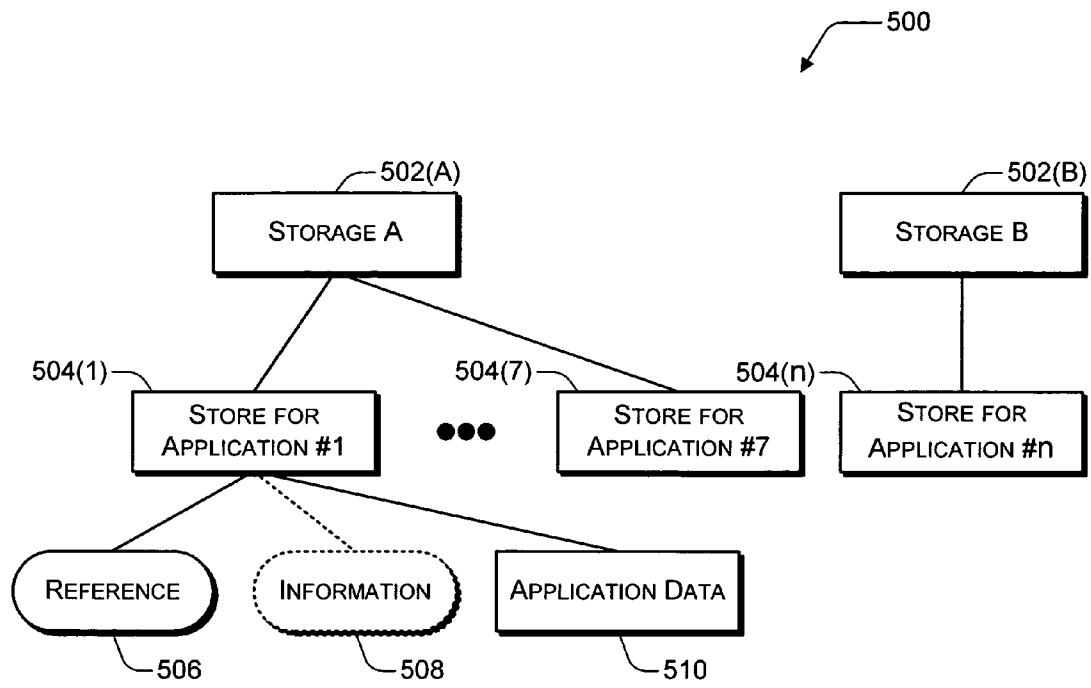 500
502(A)
502(B)
STORAGE A
STORAGE B
504(1)
504(7)
504(n)
STORE FOR
APPLICATION #1
STORE FOR
APPLICATION #7
STORE FOR
APPLICATION #n
REFERENCE
INFORMATION
APPLICATION DATA
506
508
510